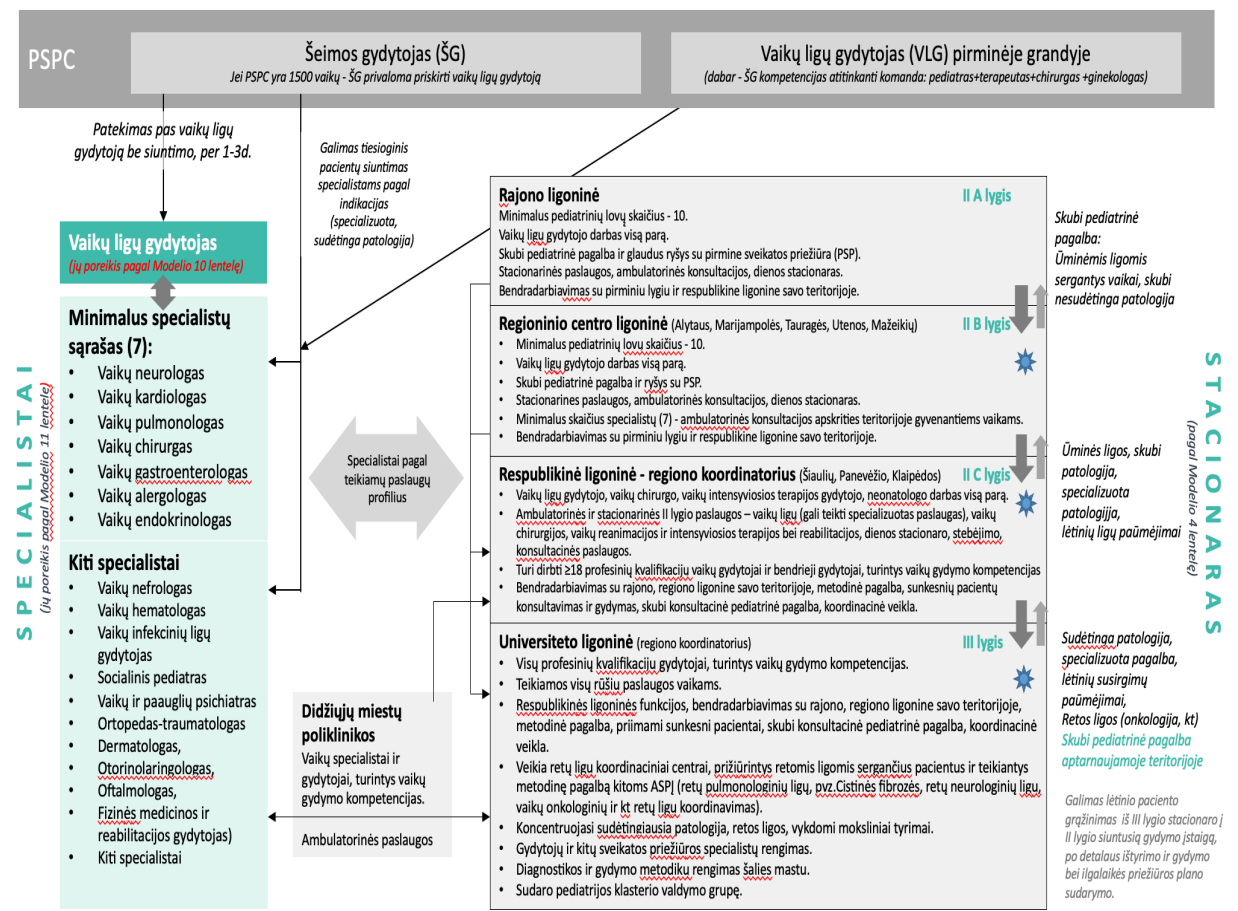 PSPC
Šeimos gydytojas (ŠG)
Jei PSPC yra 1500 vaikų - ŠG privaloma priskirti vaikų ligų gydytoją
Vaikų ligų gydytojas (VLG) pirminėje grandyje
(dabar - ŠG kompetencijas atitinkanti komanda: pediatras+terapeutas+chirurgas +ginekologas)
Patekimas pas vaikų ligų
gydytoją be siuntimo, per 1-3d.
Galimas tiesioginis
pacientų siuntimas
specialistams pagal
indikacijas
(specializuota,
sudėtinga patologija)
Vaikų ligų gydytojas
(jų poreikis pagal Modelio 10 lentelę)
SPECIALISTAI
(jų poreikis pagal Modelio 11 lentelę)
Minimalus specialistų
sąrašas (7):
• Vaikų neurologas
• Vaikų kardiologas
• Vaikų pulmonologas
• Vaikų chirurgas
• Vaikų gastroenterologas
• Vaikų alergologas
• Vaikų endokrinologas
Kiti specialistai
• Vaikų nefrologas
• Vaikų hematologas
• Vaikų infekcinių ligų
gydytojas
• Socialinis pediatras
• Vaikų ir paauglių psichiatras
• Ortopedas-traumatologas
• Dermatologas,
• Otorinolaringologas,
• Oftalmologas,
• Fizinės medicinos ir
reabilitacijos gydytojas)
• Kiti specialistai
Specialistai pagal
teikiamų paslaugų
profilius
Didžiųjų miestų
poliklinikos
Vaikų specialistai ir
gydytojai, turintys vaikų
gydymo kompetencijas.
Ambulatorinės paslaugos
Rajono ligoninė II A lygis
Minimalus pediatrinių lovų skaičius - 10.
Vaikų ligų gydytojo darbas visą parą.
Skubi pediatrinė pagalba ir glaudus ryšys su pirmine sveikatos priežiūra (PSP).
Stacionarinės paslaugos, ambulatorinės konsultacijos, dienos stacionaras.
Bendradarbiavimas su pirminiu lygiu ir respublikine ligonine savo teritorijoje.
Regioninio centro ligoninė (Alytaus, Marijampolės, Tauragės, Utenos, Mažeikių) II B lygis
• Minimalus pediatrinių lovų skaičius - 10.
• Vaikų ligų gydytojo darbas visą parą.
• Skubi pediatrinė pagalba ir ryšys su PSP.
• Stacionarines paslaugos, ambulatorinės konsultacijos, dienos stacionaras.
• Minimalus skaičius specialistų (7) - ambulatorinės konsultacijos apskrities teritorijoje gyvenantiems vaikams.
• Bendradarbiavimas su pirminiu lygiu ir respublikine ligonine savo teritorijoje.
Respublikinė ligoninė - regiono koordinatorius (Šiaulių, Panevėžio, Klaipėdos) II C lygis
• Vaikų ligų gydytojo, vaikų chirurgo, vaikų intensyviosios terapijos gydytojo, neonatologo darbas visą parą.
• Ambulatorinės ir stacionarinės II lygio paslaugos – vaikų ligų (gali teikti specializuotas paslaugas), vaikų
chirurgijos, vaikų reanimacijos ir intensyviosios terapijos bei reabilitacijos, dienos stacionaro, stebėjimo,
konsultacinės paslaugos.
• Turi dirbti ≥18 profesinių kvalifikacijų vaikų gydytojai ir bendrieji gydytojai, turintys vaikų gydymo kompetencijas
• Bendradarbiavimas su rajono, regiono ligonine savo teritorijoje, metodinė pagalba, sunkesnių pacientų
konsultavimas ir gydymas, skubi konsultacinė pediatrinė pagalba, koordinacinė veikla.
Universiteto ligoninė (regiono koordinatorius) III lygis
• Visų profesinių kvalifikacijų gydytojai, turintys vaikų gydymo kompetencijas.
• Teikiamos visų rūšių paslaugos vaikams.
• Respublikinės ligoninės funkcijos, bendradarbiavimas su rajono, regiono ligonine savo teritorijoje,
metodinė pagalba, priimami sunkesni pacientai, skubi konsultacinė pediatrinė pagalba, koordinacinė
veikla.
• Veikia retų ligų koordinaciniai centrai, prižiūrintys retomis ligomis sergančius pacientus ir teikiantys
metodinę pagalbą kitoms ASPĮ (retų pulmonologinių ligų, pvz.Cistinės fibrozės, retų neurologinių ligų,
vaikų onkologinių ir kt retų ligų koordinavimas).
• Koncentruojasi sudėtingiausia patologija, retos ligos, vykdomi moksliniai tyrimai.
• Gydytojų ir kitų sveikatos priežiūros specialistų rengimas.
• Diagnostikos ir gydymo metodikų rengimas šalies mastu.
• Sudaro pediatrijos klasterio valdymo grupę.
Skubi pediatrinė
pagalba:
Ūminėmis ligomis
sergantys vaikai, skubi
nesudėtinga patologija
STACIONARAS
(pagal Modelio 4 lentelę)
Ūminės ligos, skubi
patologija,
specializuota
patologijja,
lėtinių ligų paūmėjimai
Sudėtinga patologija,
specializuota pagalba,
lėtinių susirgimų
paūmėjimai,
Retos ligos (onkologija, kt)
Skubi pediatrinė pagalba
aptarnaujamoje teritorijoje
Galimas lėtinio paciento
grąžinimas iš III lygio stacionaro į
II lygio siuntusią gydymo įstaigą,
po detalaus ištyrimo ir gydymo
bei ilgalaikės priežiūros plano
sudarymo.